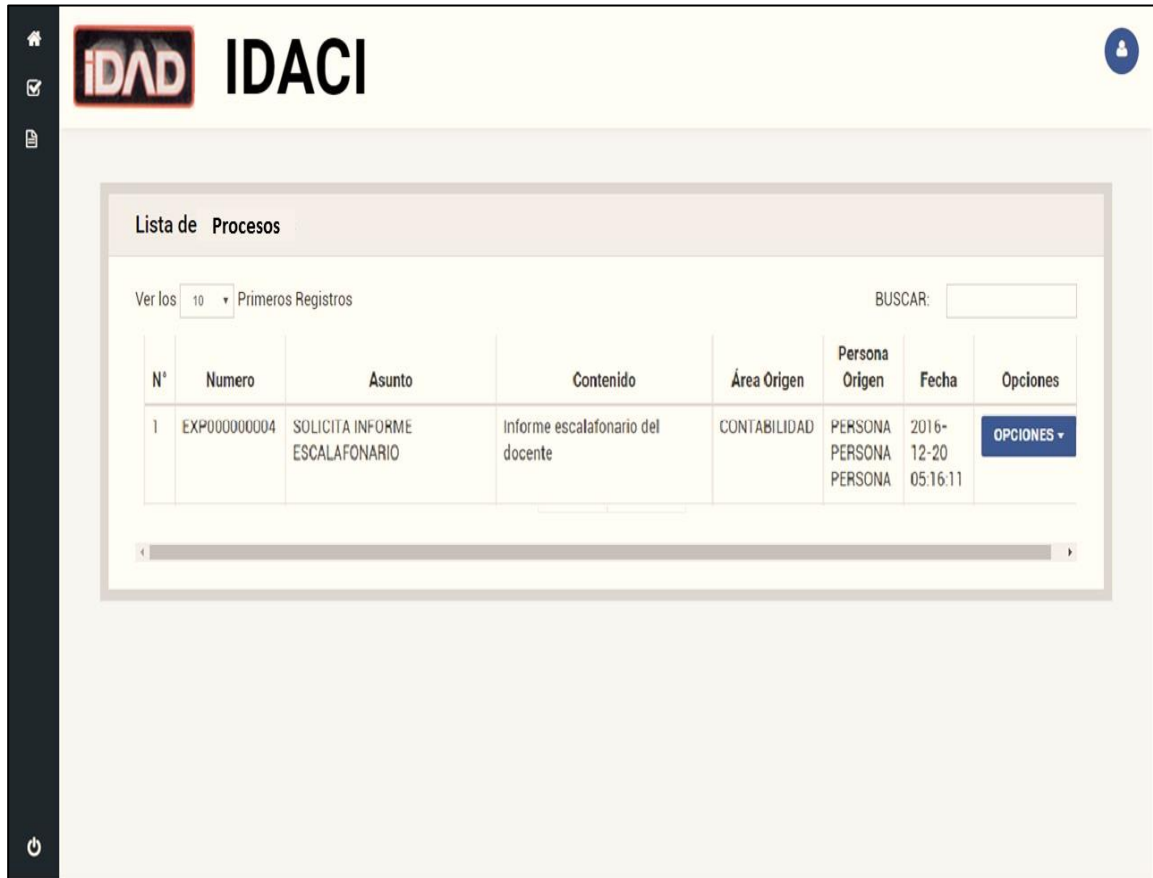 iDAD IDACI
Lista de Procesos
Ver los 10 Primeros Registros BUSCAR:
N° Numero Asunto Contenido Área Origen Persona Origen Fecha Opciones
1 EXP000000004 SOLICITA INFORME Informe escalafonario del CONTABILIDAD PERSONA 2016- OPCIONES
ESCALAFONARIO docente PERSONA 12-20
PERSONA 05:16:11